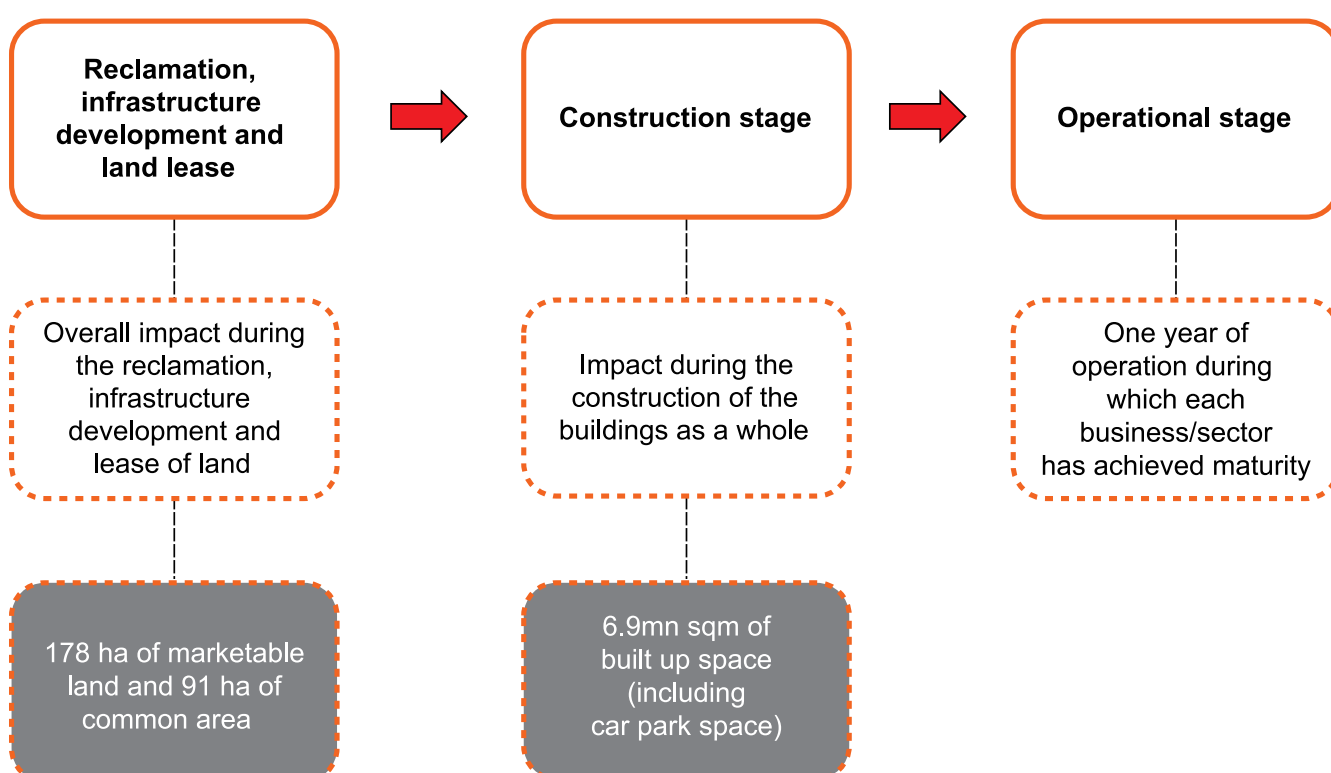 Reclamation,
infrastructure
development and
land lease
Construction stage
Operational stage
Overall impact during
the reclamation,
infrastructure
development and
lease of land
Impact during the
construction of the
buildings as a whole
One year of
operation during
which each
business/sector
has achieved maturity
178 ha of marketable
land and 91 ha of
common area
6.9mn sqm of
built up space
(including
car park space)